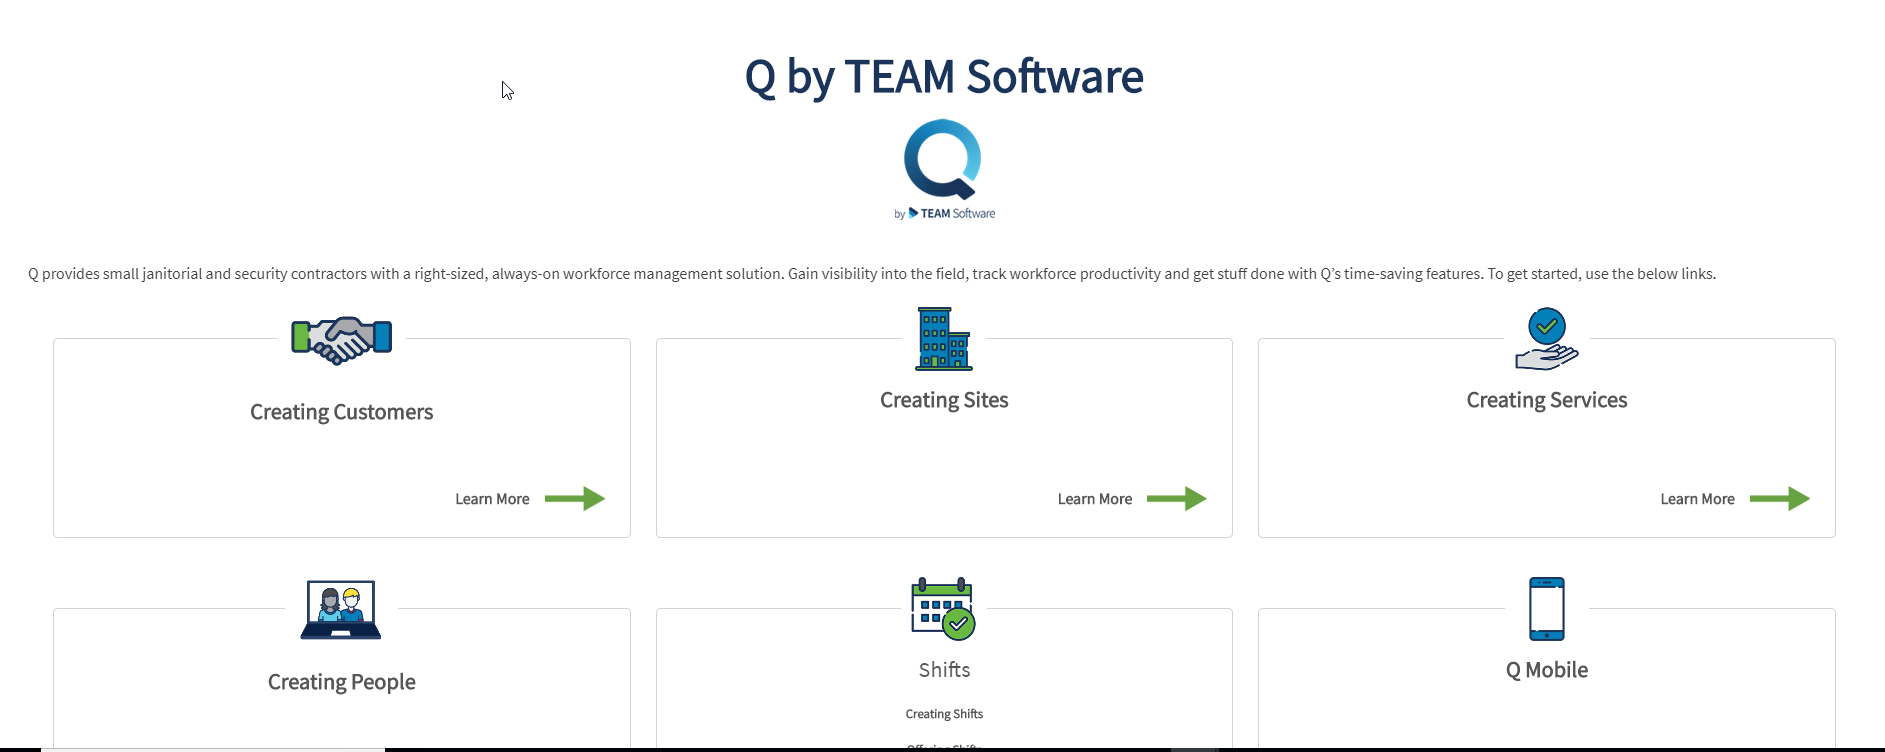 Q by TEAM Software
by TEAM Software
Q provides small janitorial and security contractors with a right-sized, always-on workforce management solution. Gain visibility into the field, track workforce productivity and get stuff done with Q’s time-saving features. To get started, use the below links.
Creating Customers
Learn More
Creating Sites
Learn More
Creating Services
Learn More
Creating People
Shifts
Creating Shifts
Offering Shifts
Q Mobile